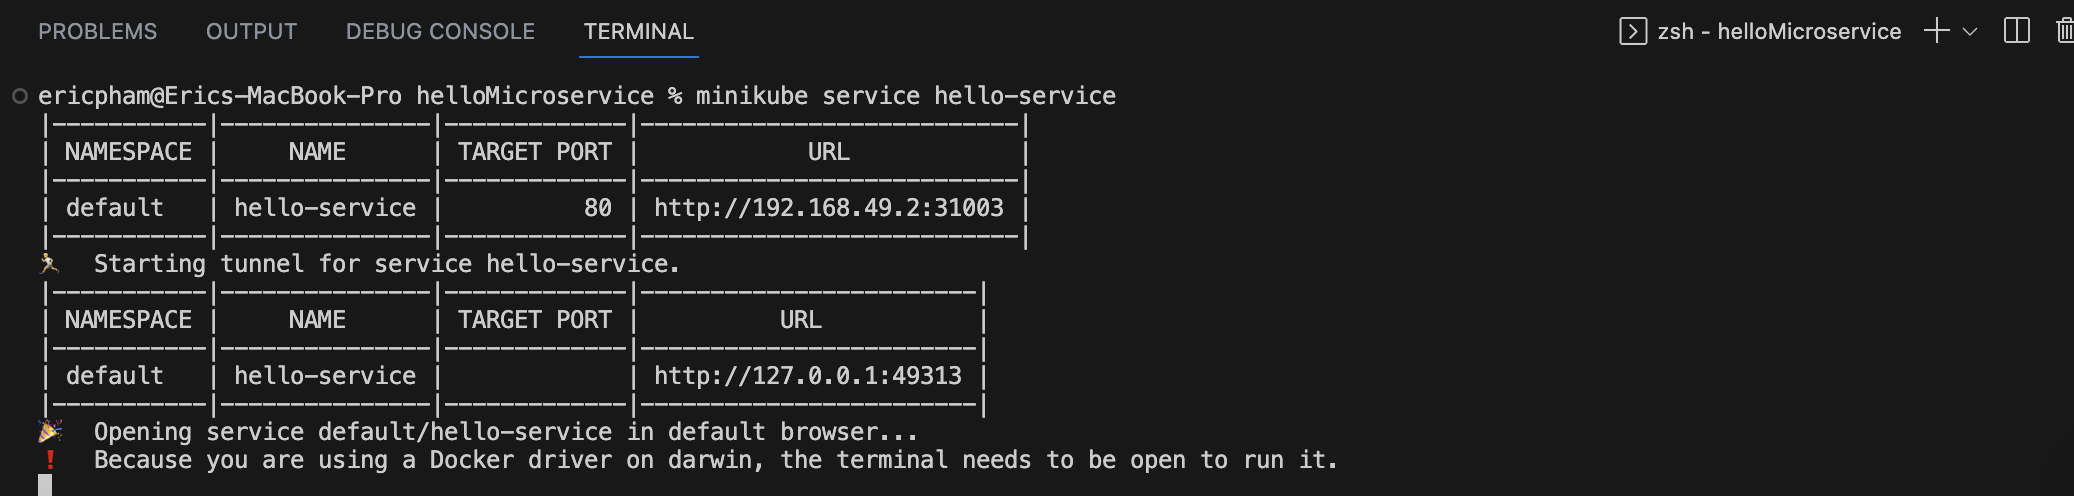 PROBLEMS OUTPUT DEBUG CONSOLE TERMINAL zsh - helloMicroservice
ericpham@Erics-MacBook-Pro helloMicroservice % minikube service hello-service
|-----------|---------------|-------------|---------------------------|
| NAMESPACE |     NAME      | TARGET PORT |            URL            |
|-----------|---------------|-------------|---------------------------|
| default   | hello-service |          80 | http://192.168.49.2:31003 |
|-----------|---------------|-------------|---------------------------|
🏃  Starting tunnel for service hello-service.
|-----------|---------------|-------------|------------------------|
| NAMESPACE |     NAME      | TARGET PORT |          URL           |
|-----------|---------------|-------------|------------------------|
| default   | hello-service |             | http://127.0.0.1:49313 |
|-----------|---------------|-------------|------------------------|
🎉  Opening service default/hello-service in default browser...
❗  Because you are using a Docker driver on darwin, the terminal needs to be open to run it.